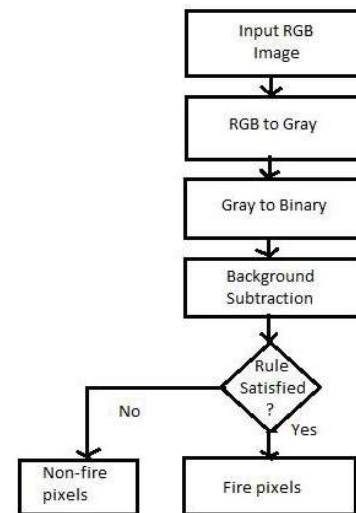 Input RGB
Image
RGB to Gray
Gray to Binary
Background
Subtraction
Rule
Satisfied
?
No
Yes
Non-fire
pixels
Fire pixels